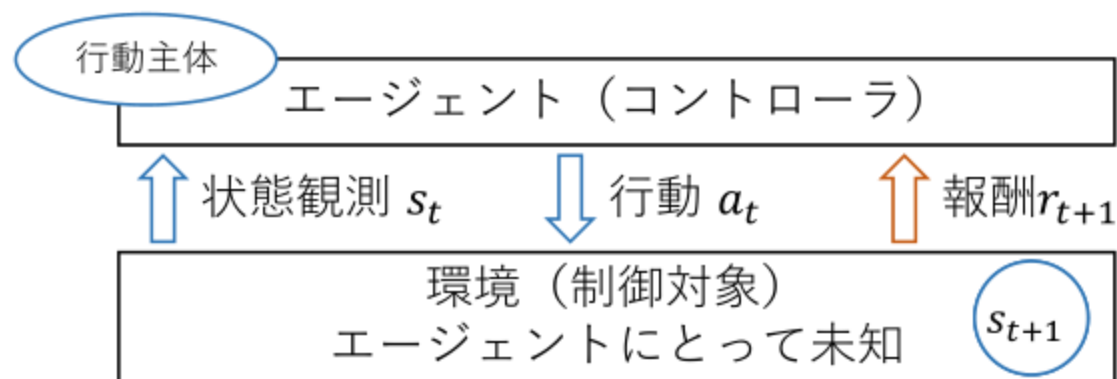 行動主体
エージェント（コントローラ）
状態観測 s_t
行動 a_t
報酬r_{t+1}
環境（制御対象）
エージェントにとって未知
s_{t+1}